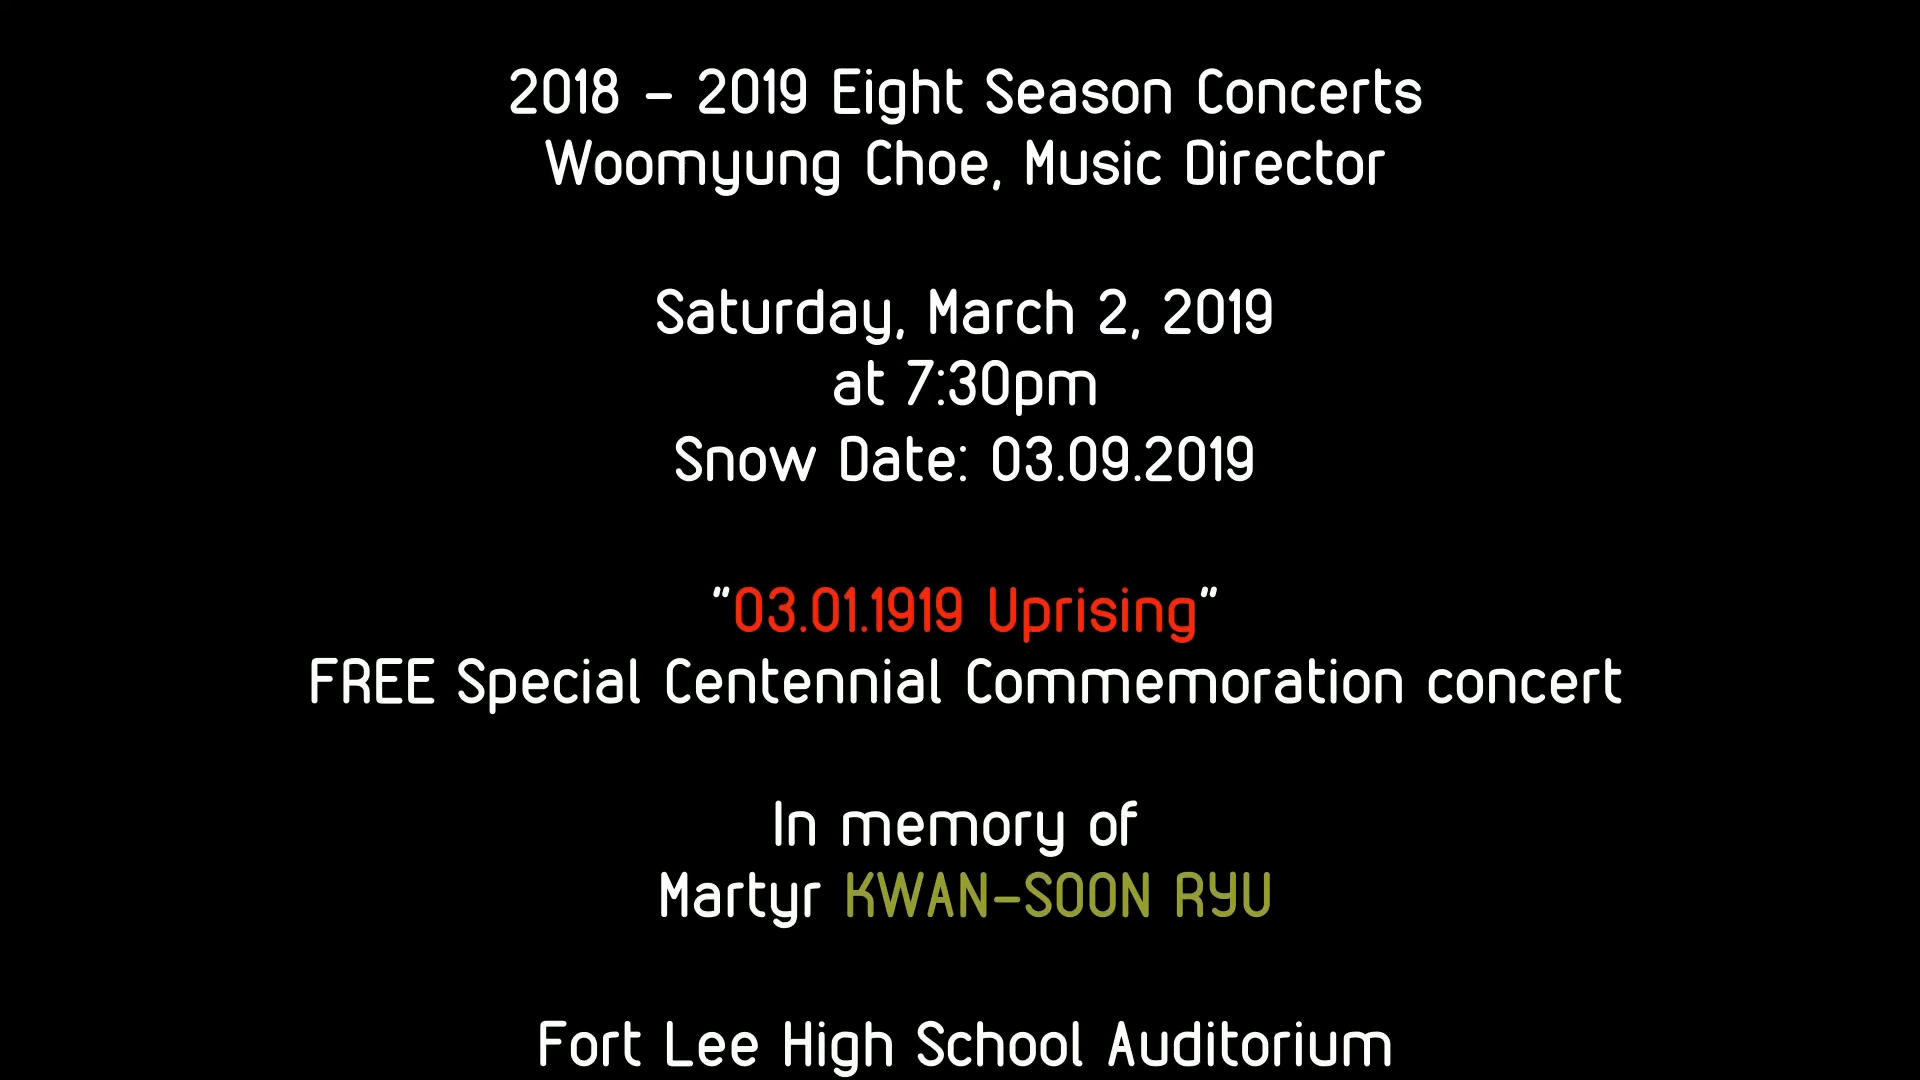 2018 - 2019 Eight Season Concerts
Woomyung Choe, Music Director
Saturday, March 2, 2019
at 7:30pm
Snow Date: 03.09.2019
"03.01.1919 Uprising"
FREE Special Centennial Commemoration concert
In memory of
Martyr KWAN-SOON RYU
Fort Lee High School Auditorium